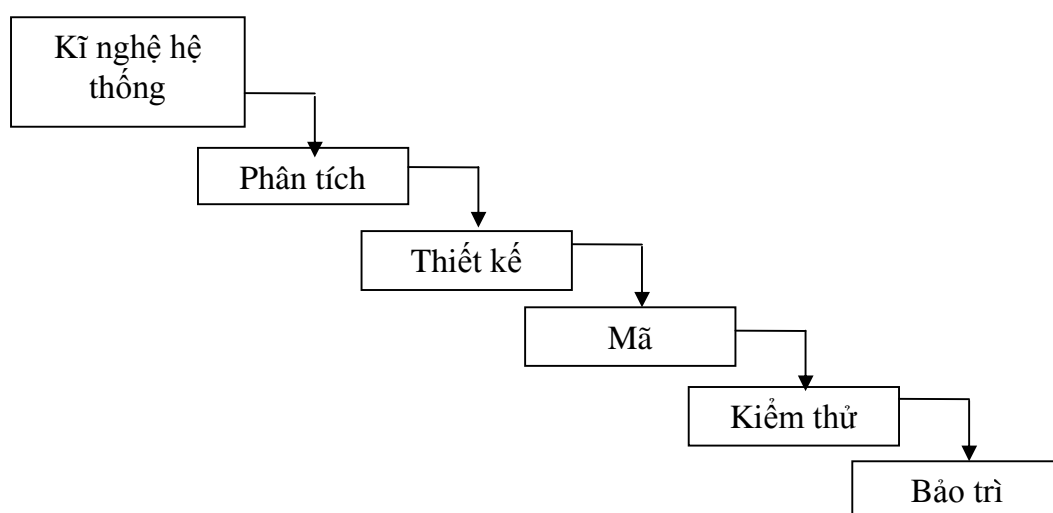 Kĩ nghệ hệ
thống
Phân tích
Thiết kế
Mã
Kiểm thử
Bảo trì